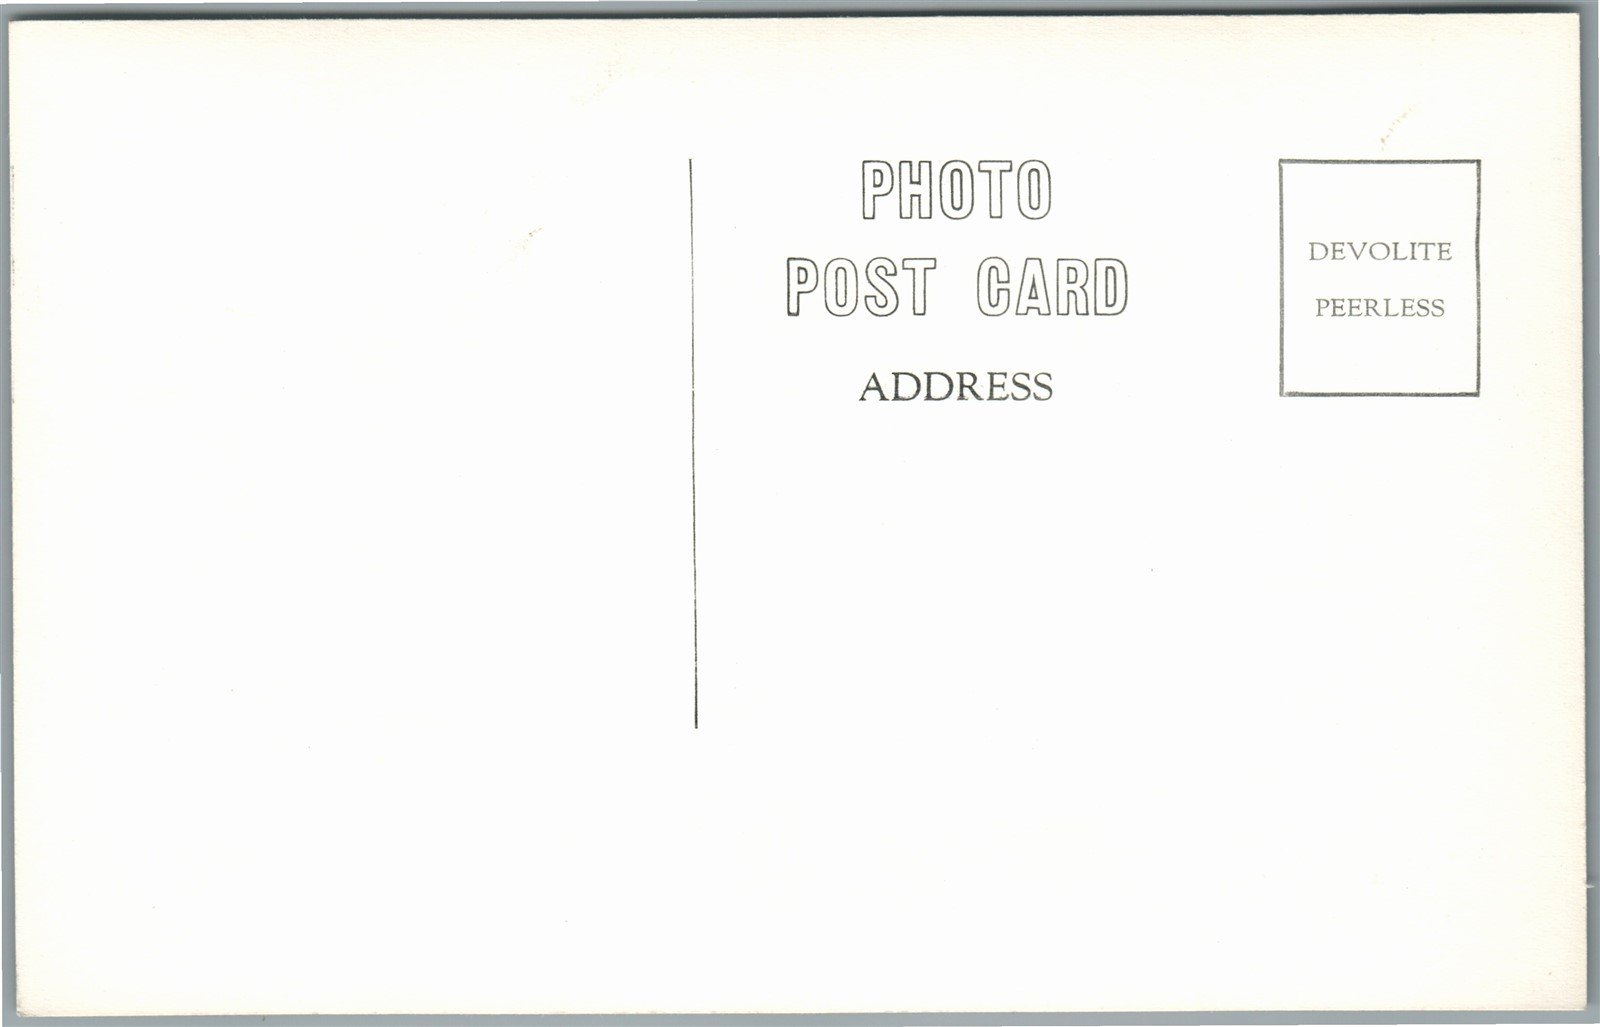 PHOTO
POST CARD
ADDRESS
DEVOLITE
PEERLESS